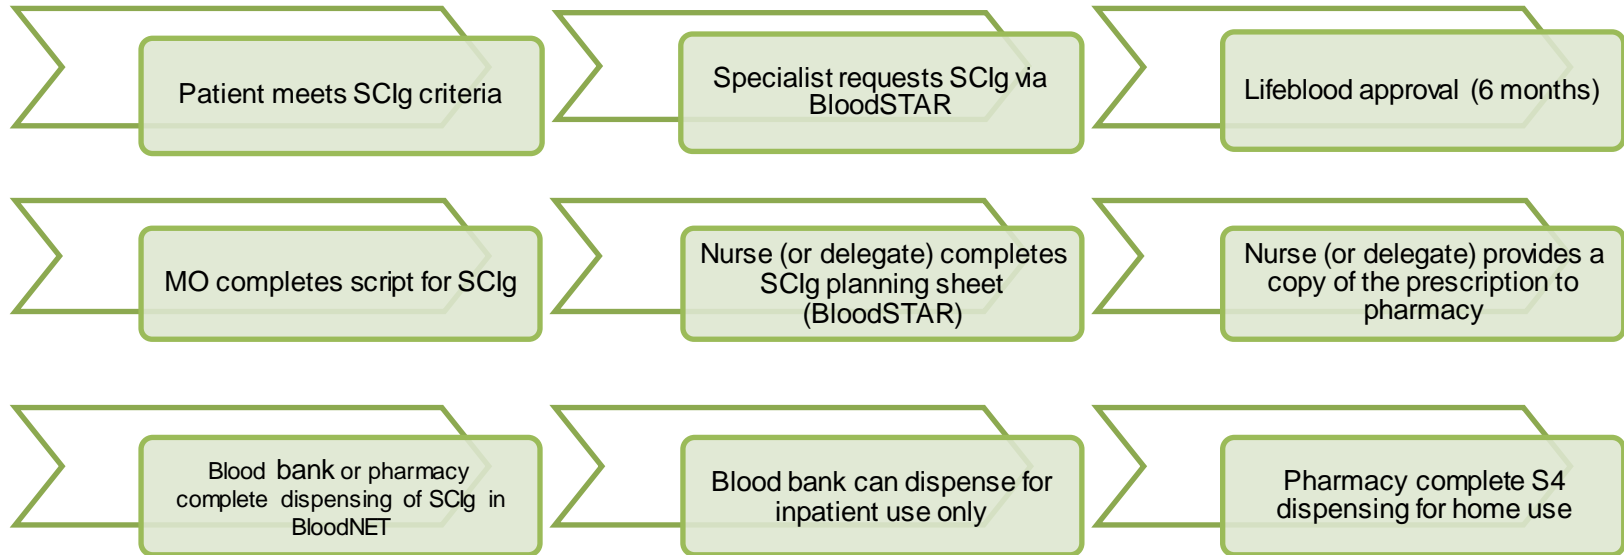 Patient meets SCIg criteria
Specialist requests SCIg via
BloodSTAR
Lifeblood approval (6 months)
MO completes script for SCIg
Nurse (or delegate) completes
SCIg planning sheet
(BloodSTAR)
Nurse (or delegate) provides a
copy of the prescription to
pharmacy
Blood bank or pharmacy
complete dispensing of SCIg in
BloodNET
Blood bank can dispense for
inpatient use only
Pharmacy complete S4
dispensing for home use